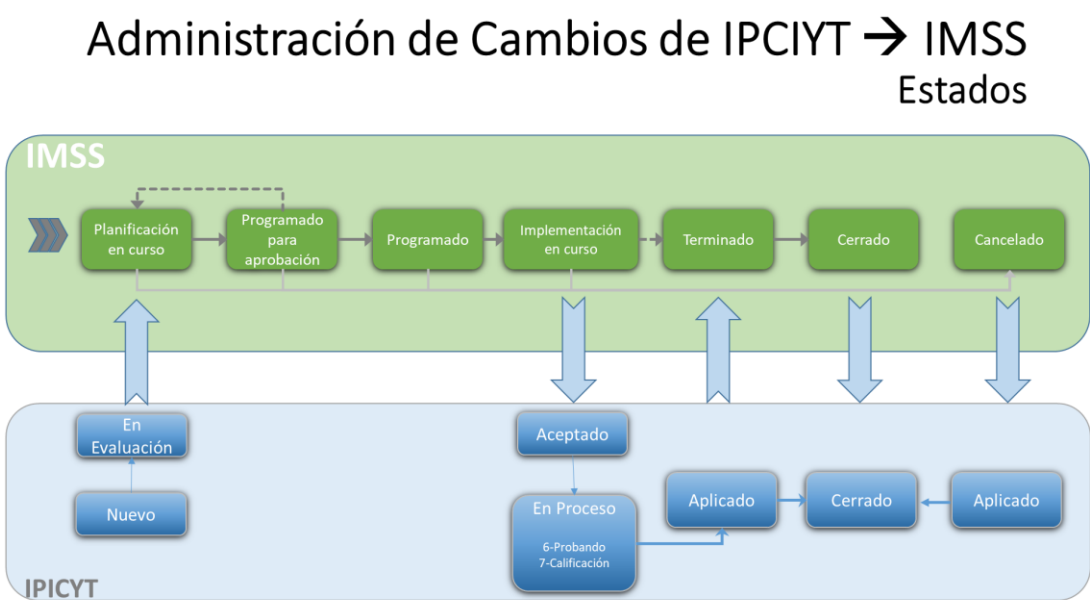 Administración de Cambios de IPCIYT → IMSS
Estados
IMSS
Planificación
en curso
Programado
para
aprobación
Programado
Implementación
en curso
Terminado
Cerrado
Cancelado
En
Evaluación
Nuevo
Aceptado
En Proceso
6-Probando
7-Calificación
Aplicado
Cerrado
Aplicado
IPICYT